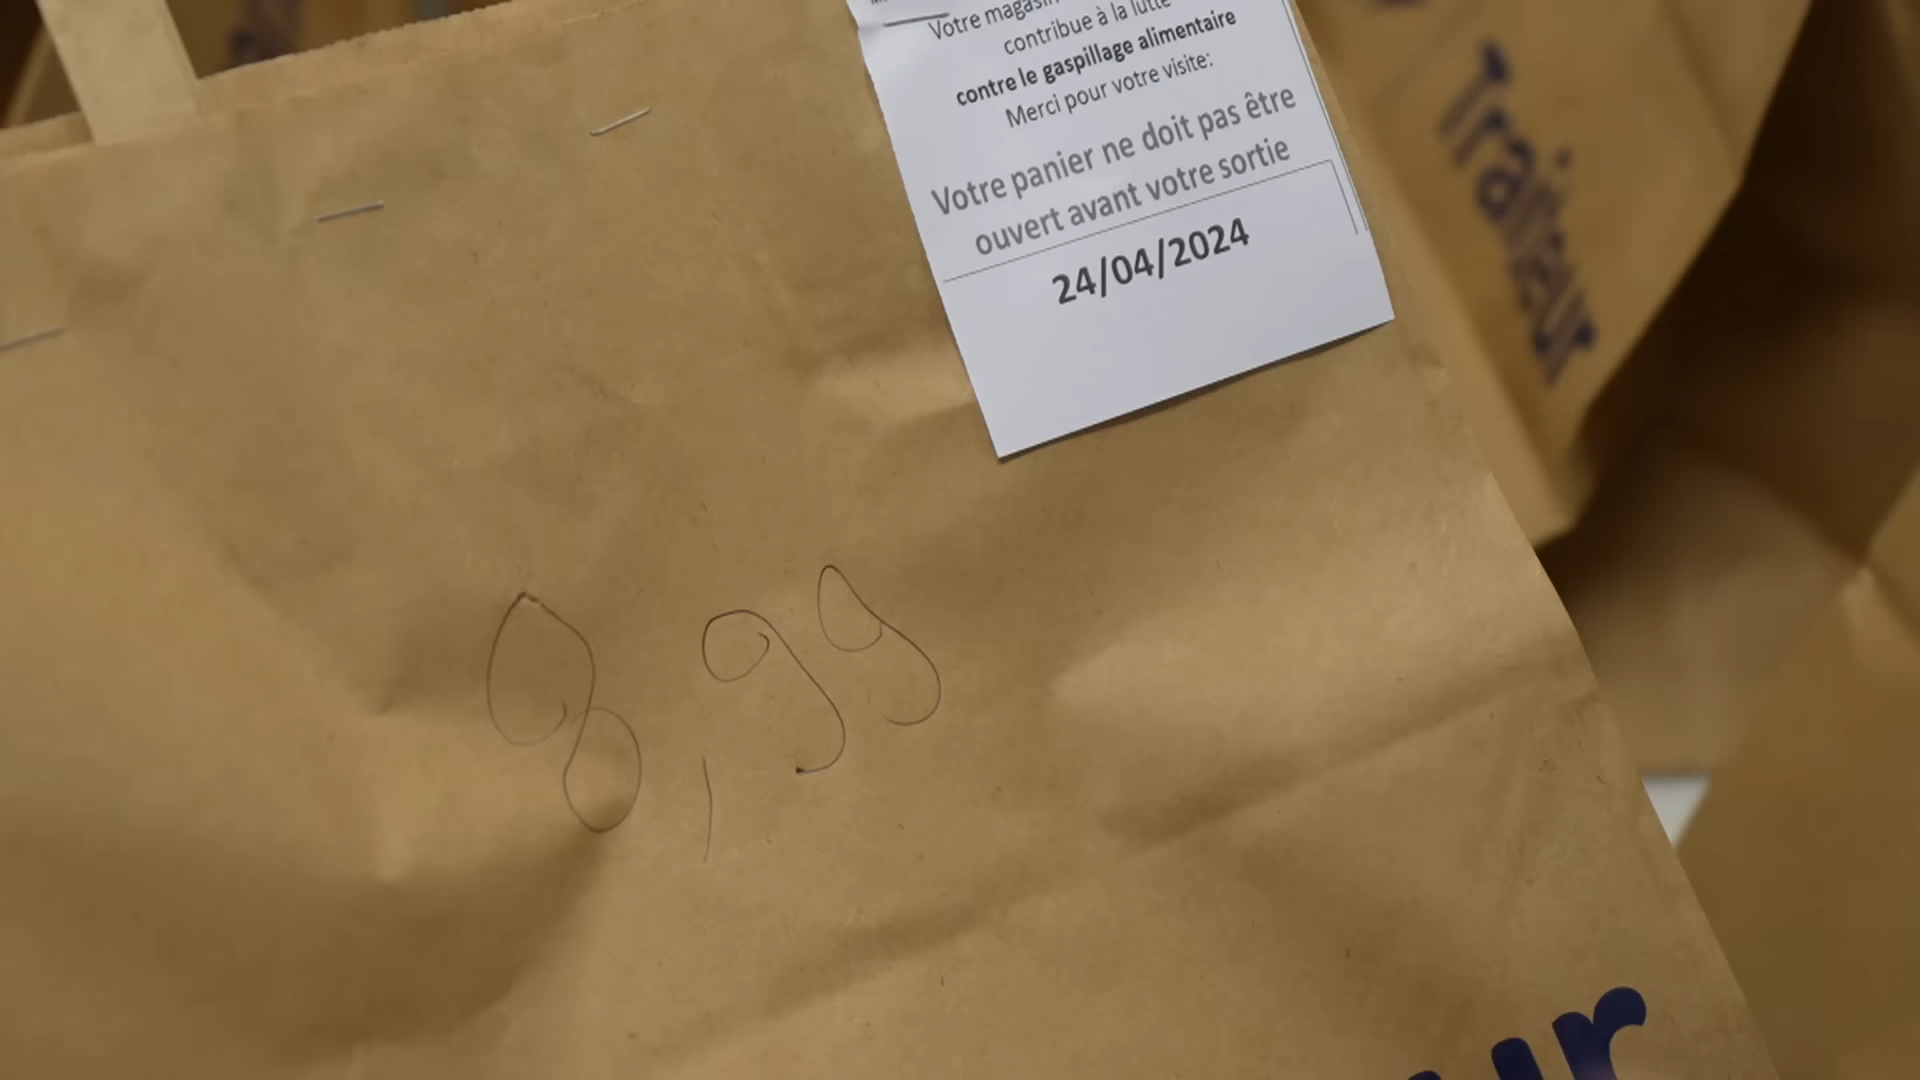 Votre magasin
contribue à la lutte
contre le gaspillage alimentaire
Merci pour votre visite:
Votre panier ne doit pas être
ouvert avant votre sortie
24/04/2024
8,99
Traiteur
ur